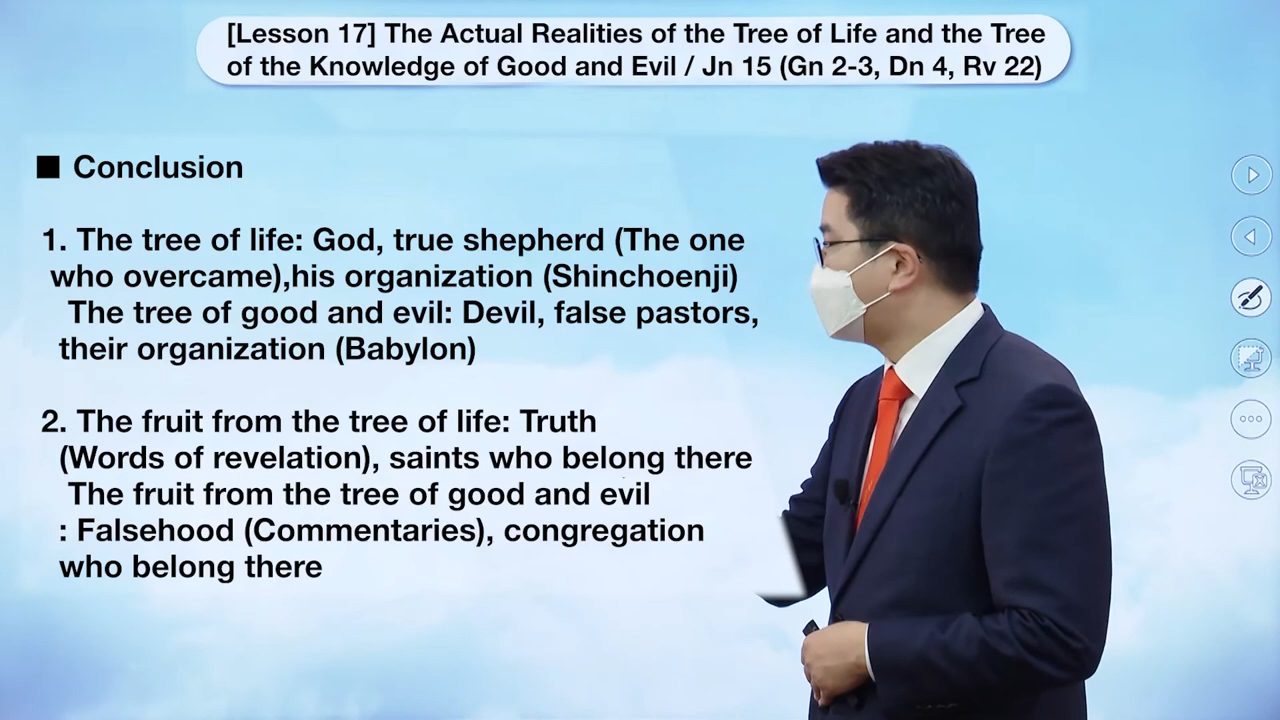 [Lesson 17] The Actual Realities of the Tree of Life and the Tree
of the Knowledge of Good and Evil / Jn 15 (Gn 2-3, Dn 4, Rv 22)
■ Conclusion
1. The tree of life: God, true shepherd (The one
who overcame),his organization (Shinchoenji)
The tree of good and evil: Devil, false pastors,
their organization (Babylon)
2. The fruit from the tree of life: Truth
(Words of revelation), saints who belong there
The fruit from the tree of good and evil
: Falsehood (Commentaries), congregation
who belong there